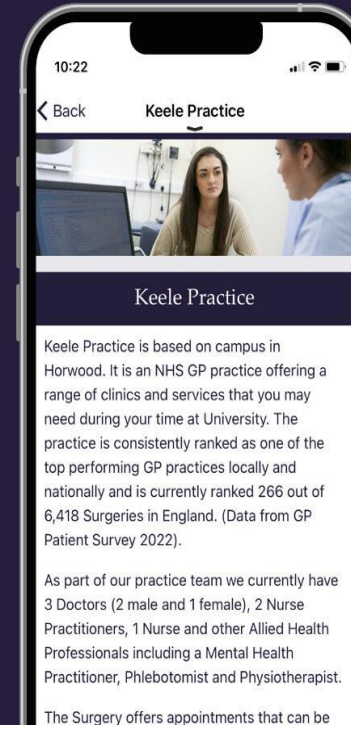 10:22
Back Keele Practice
Keele Practice
Keele Practice is based on campus in
Horwood. It is an NHS GP practice offering a
range of clinics and services that you may
need during your time at University. The
practice is consistently ranked as one of the
top performing GP practices locally and
nationally and is currently ranked 266 out of
6,418 Surgeries in England. (Data from GP
Patient Survey 2022).
As part of our practice team we currently have
3 Doctors (2 male and 1 female), 2 Nurse
Practitioners, 1 Nurse and other Allied Health
Professionals including a Mental Health
Practitioner, Phlebotomist and Physiotherapist.
The Surgery offers appointments that can be